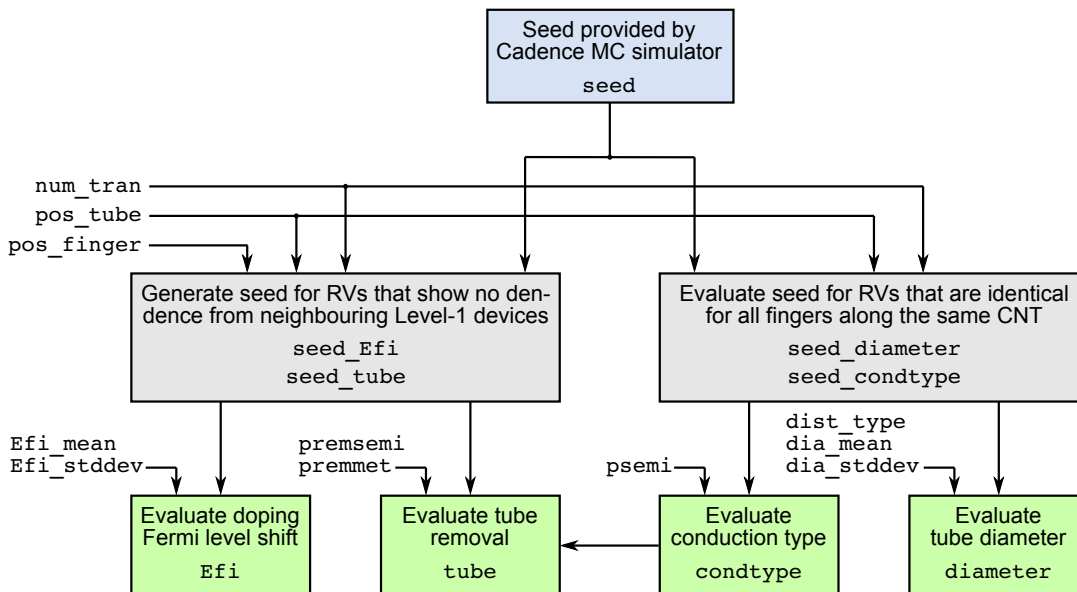 Seed provided by
Cadence MC simulator
seed
num_tran
pos_tube
pos_finger
Generate seed for RVs that show no den-
dence from neighbouring Level-1 devices
seed_Efi
seed_tube
Evaluate seed for RVs that are identical
for all fingers along the same CNT
seed_diameter
seed_condtype
Efi_mean
Efi_stddev
premsemi
premmet
psemi
dist_type
dia_mean
dia_stddev
Evaluate doping
Fermi level shift
Efi
Evaluate tube
removal
tube
Evaluate
conduction type
condtype
Evaluate
tube diameter
diameter